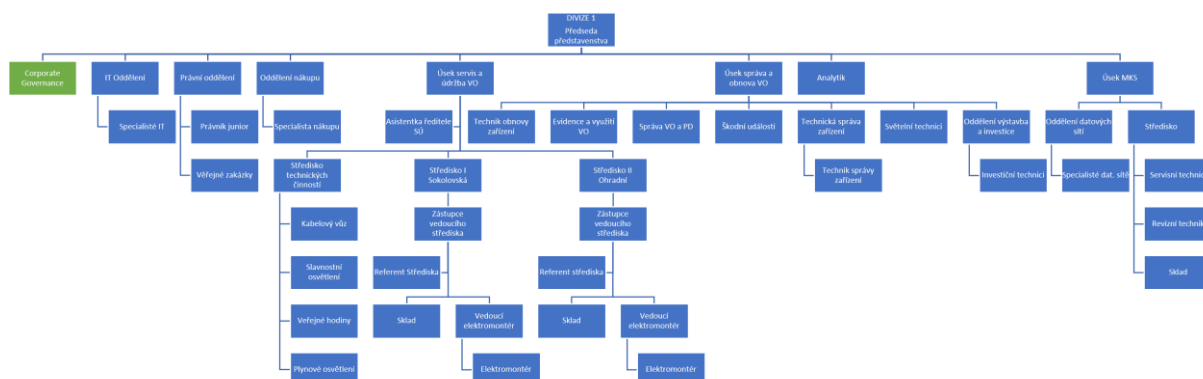 DIVIZE 1
Předseda
představenstva
Corporate
Governance
IT Oddělení
Právní oddělení
Oddělení nákupu
Úsek servis a
údržba VO
Úsek správa a
obnova VO
Analytik
Úsek MKS
Specialisté IT
Právník junior
Specialista nákupu
Asistentka ředitele
SÚ
Technik obnovy
zařízení
Evidence a využití
VO
Správa VO a PD
Škodní události
Technická správa
zařízení
Světelní technici
Oddělení výstavba
a investice
Oddělení datových
sítí
Středisko
Věřejné zakázky
Středisko
technických
činností
Středisko I
Sokolovská
Středisko II
Ohradní
Technik správy
zařízení
Investiční technici
Specialisté dat. sítě
Servisní technic
Kabelový vůz
Zástupce
vedoucího
střediska
Zástupce
vedoucího
střediska
Revizní technik
Slavnostní
osvětlení
Referent Střediska
Referent střediska
Sklad
Veřejné hodiny
Sklad
Vedoucí
elektromontér
Sklad
Vedoucí
elektromontér
Plynové osvětlení
Elektromontér
Elektromontér